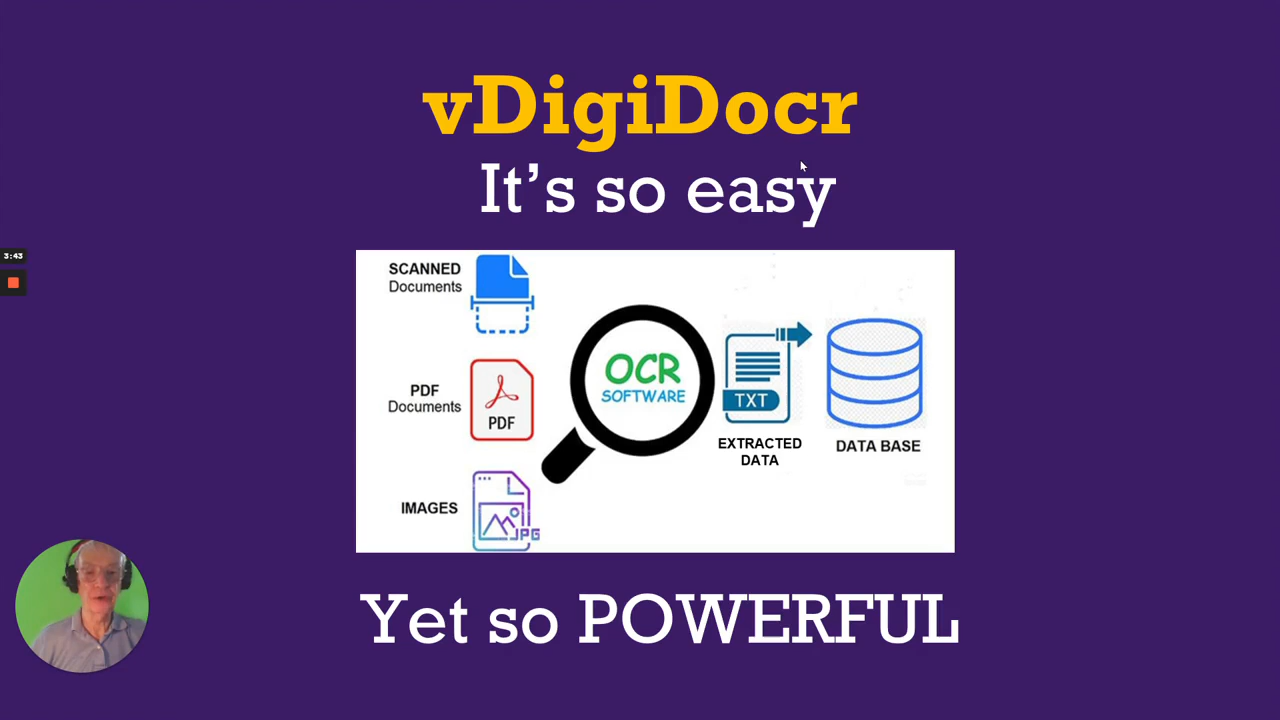 vDigiDocr
It’s so easy
3:43
SCANNED
Documents
PDF
Documents
PDF
IMAGES
JPG
OCR
SOFTWARE
TXT
EXTRACTED
DATA
DATA BASE
Yet so POWERFUL